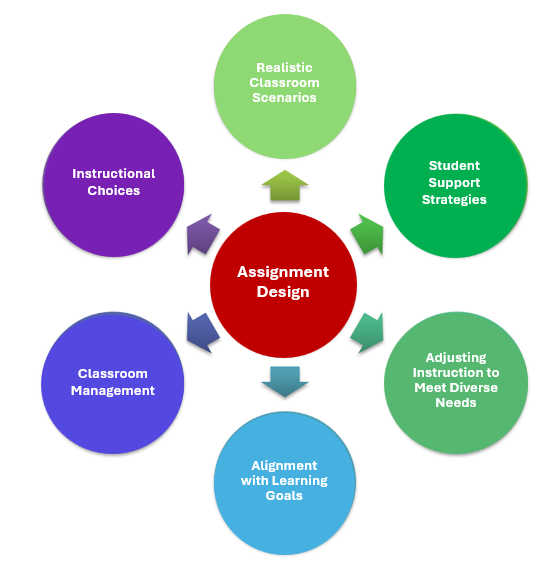 Realistic
Classroom
Scenarios
Instructional
Choices
Student
Support
Strategies
Assignment
Design
Classroom
Management
Adjusting
Instruction to
Meet Diverse
Needs
Alignment
with Learning
Goals